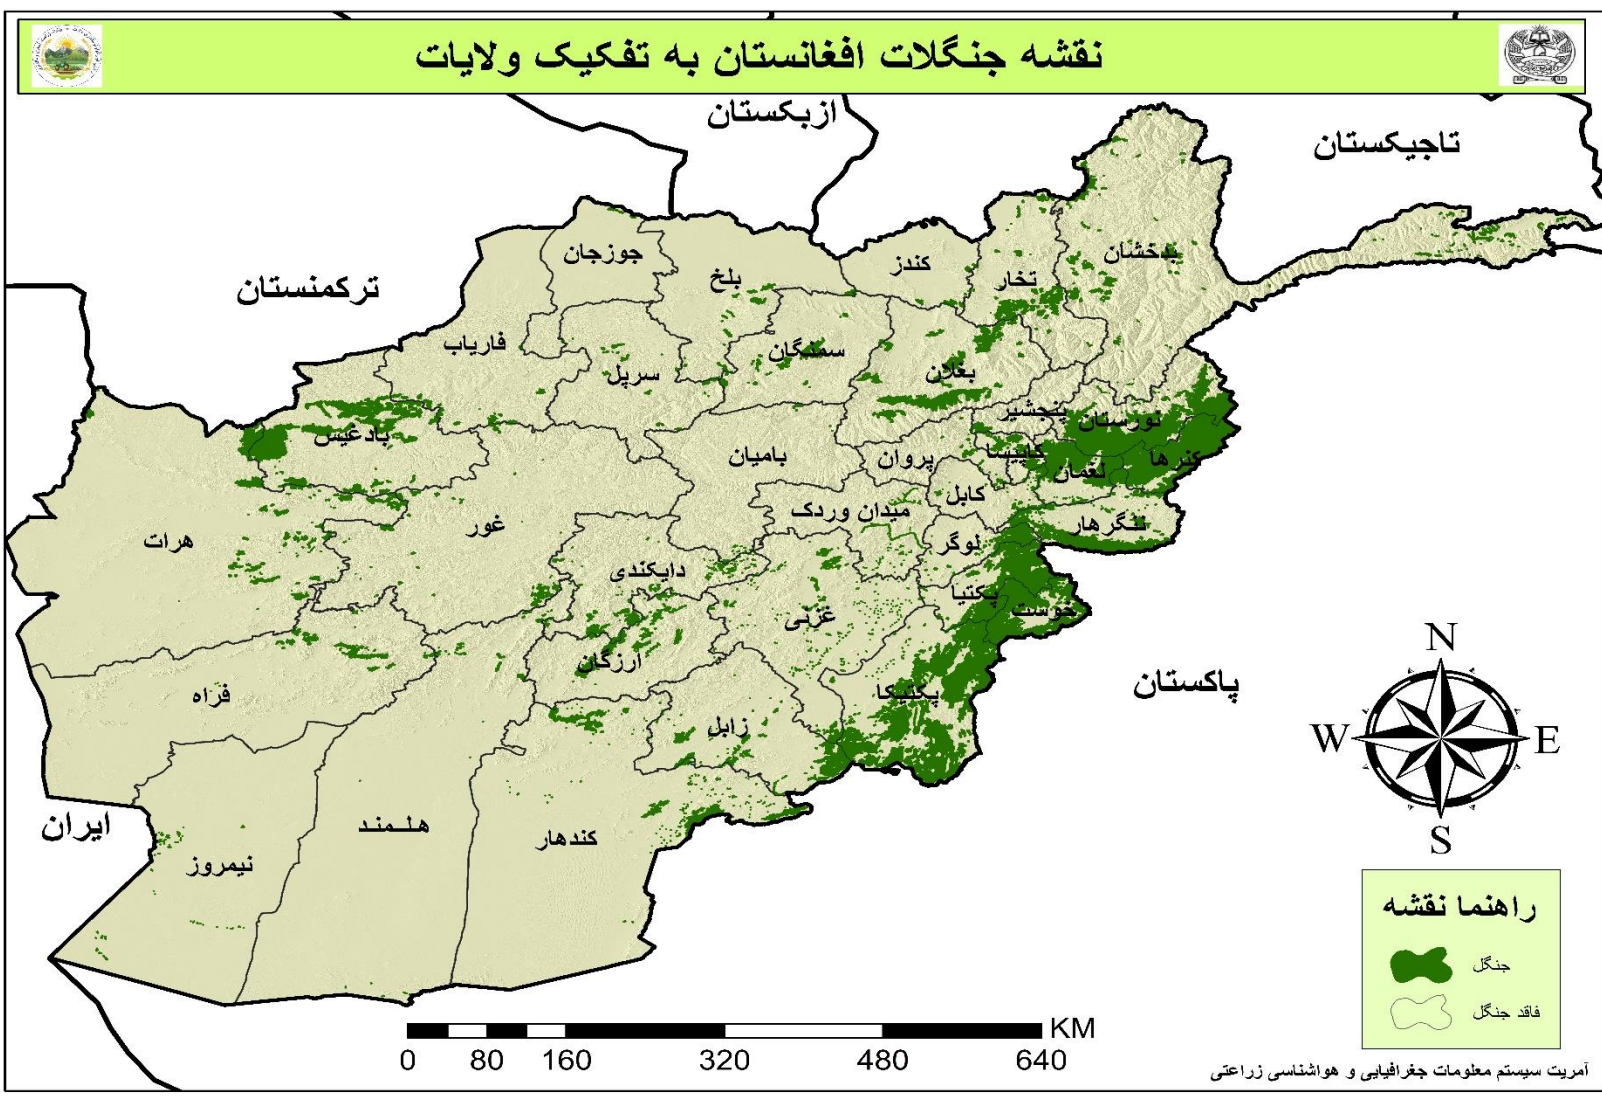 نقشه جنگلات افغانستان به تفکیک ولایات
ازبکستان
تاجیکستان
ترکمنستان
جوزجان
بلخ
کندز
تخار
بدخشان
فاریاب
سرپل
سمنگان
بغلان
پنجشیر
نورستان
بادغیس
بامیان
پروان
کاپیسا
لغمان
کنرها
هرات
غور
میدان وردک
کابل
ننگرهار
لوگر
دایکندی
غزنی
پکتیا
خوست
ارزگان
پکتیکا
فراه
زابل
پاکستان
ایران
نیمروز
هلمند
کندهار
N
W
E
S
راهنما نقشه
جنگل
فاقد جنگل
KM
0 80 160 320 480 640
آمریت سیستم معلومات جغرافیایی و هواشناسی زراعتی